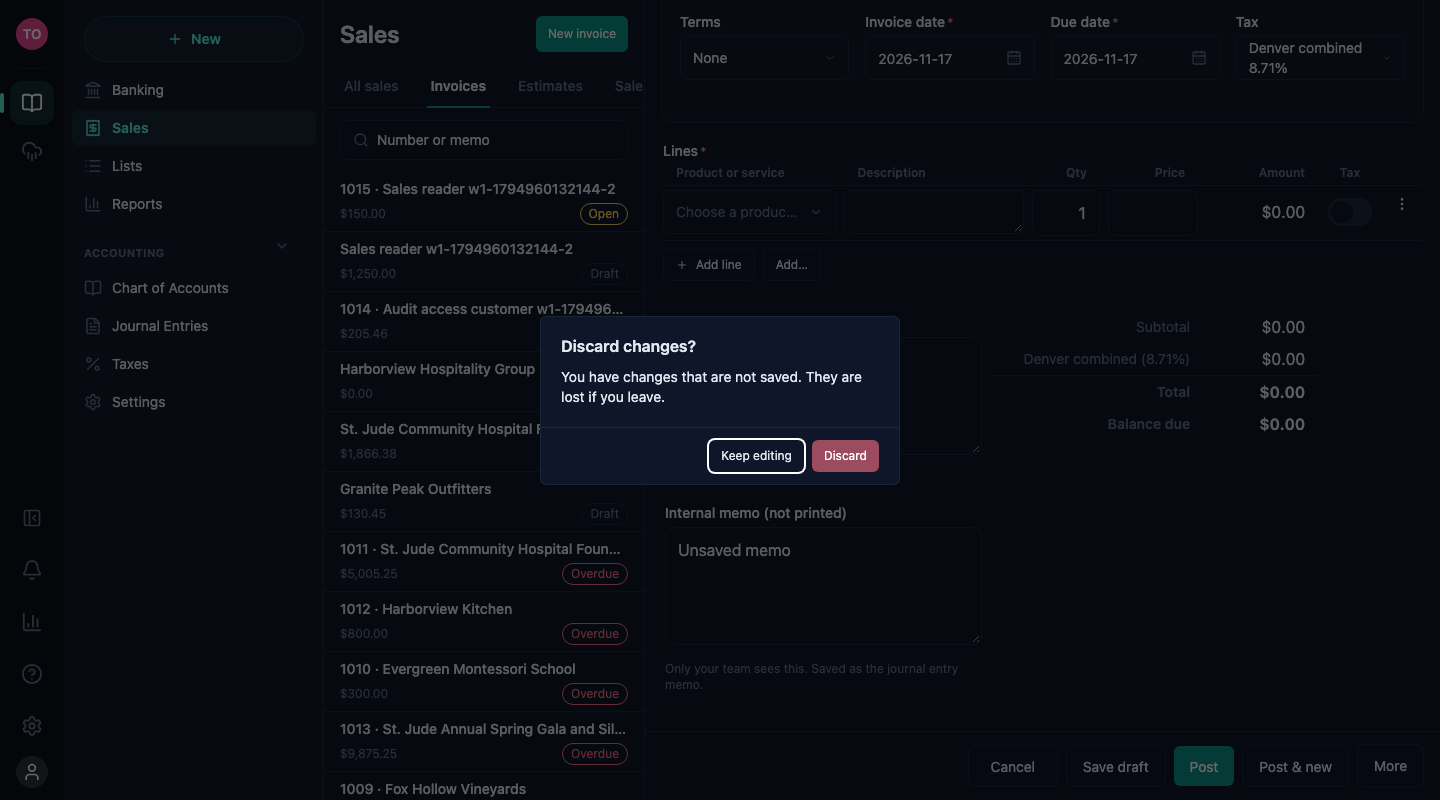 TO
New
Banking
Sales
Lists
Reports
ACCOUNTING
Chart of Accounts
Journal Entries
Taxes
Settings
Sales
New invoice
All sales
Invoices
Estimates
Sale
Number or memo
1015 · Sales reader w1-1794960132144-2
$150.00
Open
Sales reader w1-1794960132144-2
$1,250.00
Draft
1014 · Audit access customer w1-179496...
$205.46
Harborview Hospitality Group
$0.00
St. Jude Community Hospital F
$1,866.38
Granite Peak Outfitters
$130.45
Draft
1011 · St. Jude Community Hospital Foun...
$5,005.25
Overdue
1012 · Harborview Kitchen
$800.00
Overdue
1010 · Evergreen Montessori School
$300.00
Overdue
1013 · St. Jude Annual Spring Gala and Sil...
$9,875.25
Overdue
1009 · Fox Hollow Vineyards
Terms
Invoice date *
Due date *
Tax
None
2026-11-17
2026-11-17
Denver combined
8.71%
Lines *
Product or service
Description
Qty
Price
Amount
Tax
Choose a produc...
1
$0.00
Add line
Add...
Subtotal
$0.00
Denver combined (8.71%)
$0.00
Total
$0.00
Balance due
$0.00
Discard changes?
You have changes that are not saved. They are
lost if you leave.
Keep editing
Discard
Internal memo (not printed)
Unsaved memo
Only your team sees this. Saved as the journal entry
memo.
Cancel
Save draft
Post
Post & new
More